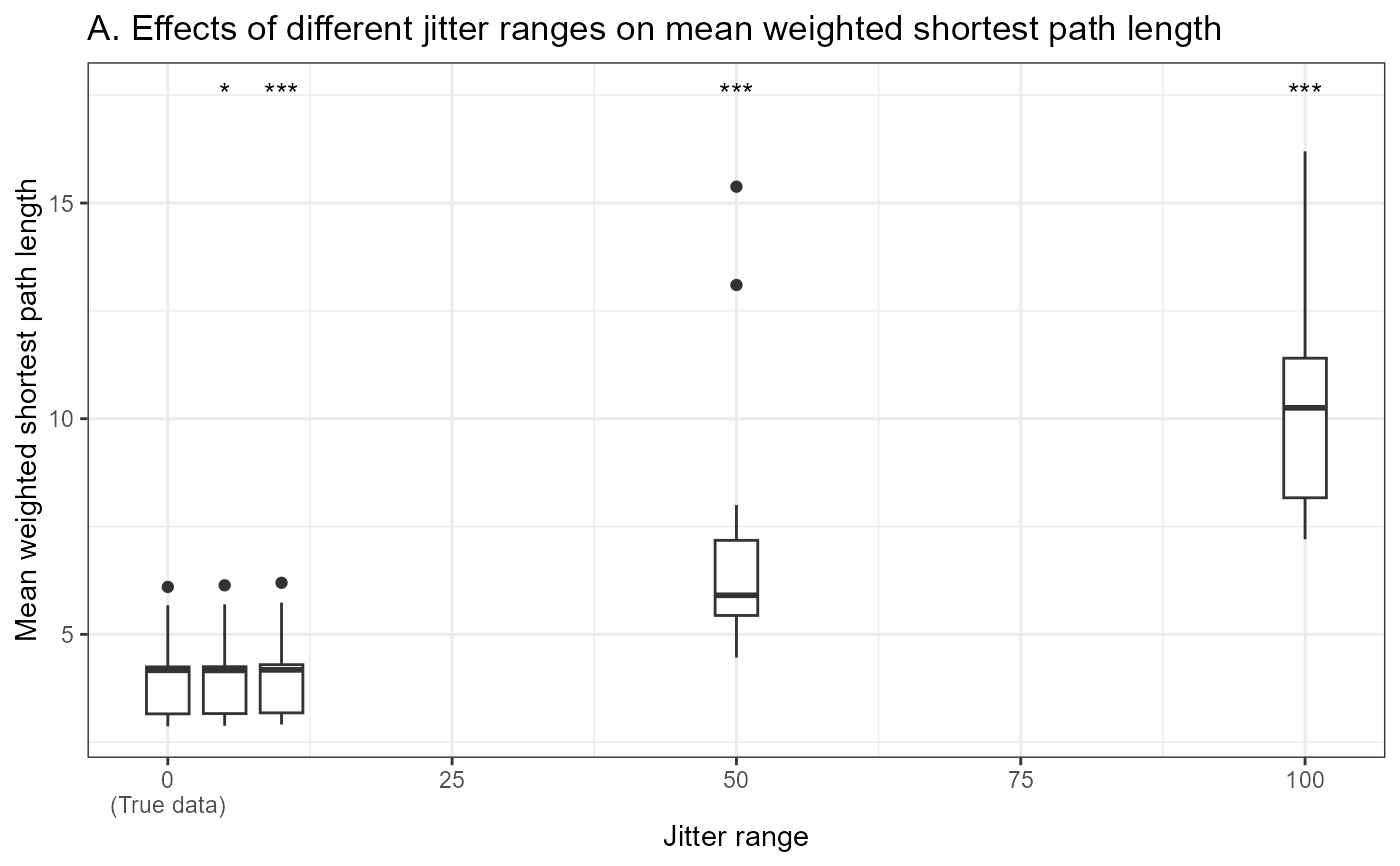 A. Effects of different jitter ranges on mean weighted shortest path length
* *** *** ***
Mean weighted shortest path length
15
10
5
0 25 50 75 100
(True data)
Jitter range